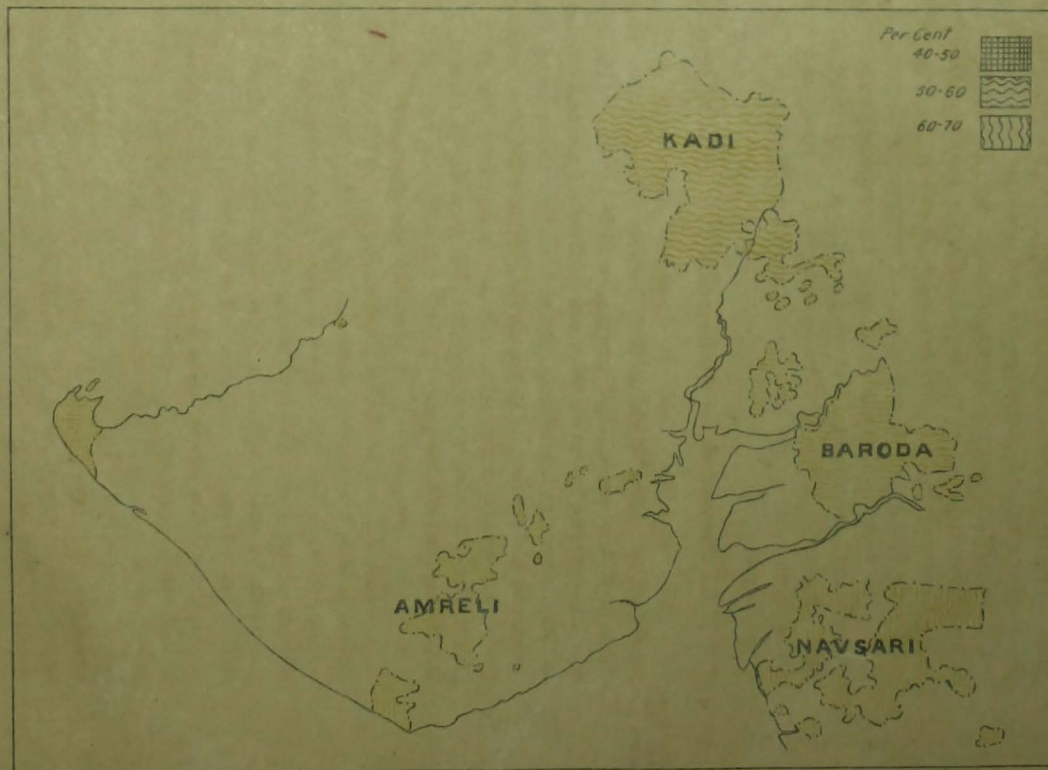 Per Cent
40-50
50-60
60-70
KADI
BARODA
AMRELI
NAVSARI